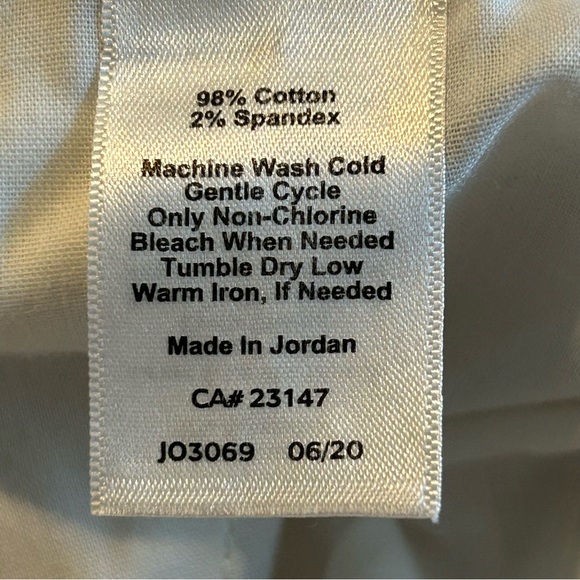 98% Cotton
2% Spandex
Machine Wash Cold
Gentle Cycle
Only Non-Chlorine
Bleach When Needed
Tumble Dry Low
Warm Iron, If Needed
Made In Jordan
CA# 23147
JO3069 06/20